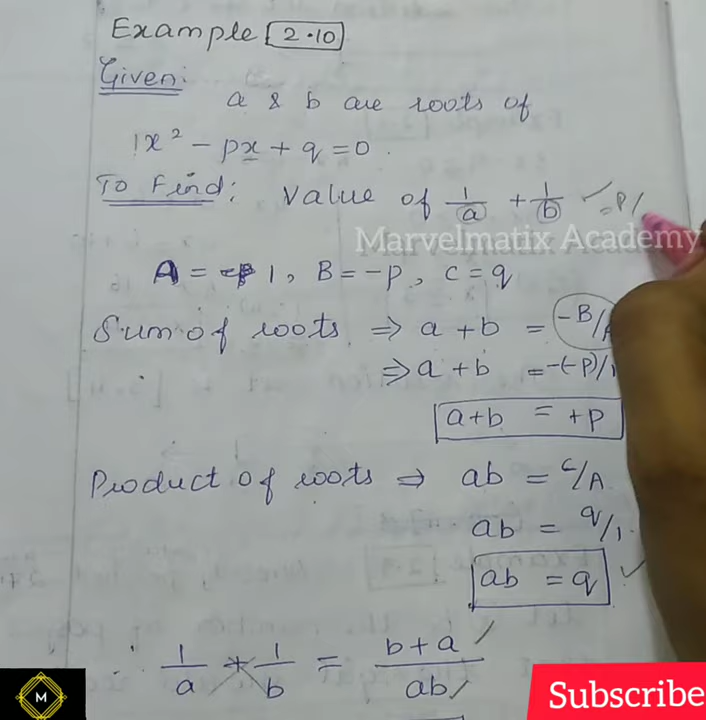 Example 2.10
Given:
a & b are roots of
1x² - px + q = 0.
To Find: Value of 1/a + 1/b ✓ = P/
Marvelmatix Academy
A = 1, B = -p, C = q
Sum of roots ⇒ a + b = -B/A
⇒ a + b = -(-P)/1
a+b = +P
Product of roots ⇒ ab = C/A
ab = q/1.
ab = q ✓
∴ 1/a + 1/b = b+a/ab
M
Subscribe